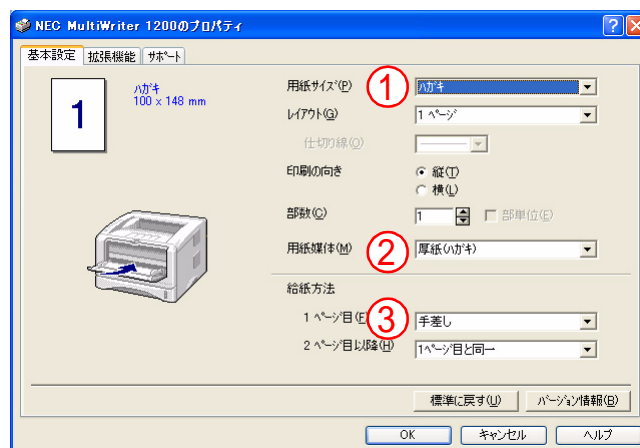 NEC MultiWriter 1200のプロパティ
基本設定 拡張機能 サポート
1
ハガキ
100 x 148 mm
用紙サイズ(P) ① ハガキ
レイアウト(G) 1 ページ
仕切り線(O)
印刷の向き 縦(T)
横(L)
部数(C) 1 部単位(E)
用紙媒体(M) ② 厚紙(ハガキ)
給紙方法
1 ページ目(F) ③ 手差し
2 ページ目以降(H) 1ページ目と同一
標準に戻す(U) バージョン情報(B)
OK キャンセル ヘルプ